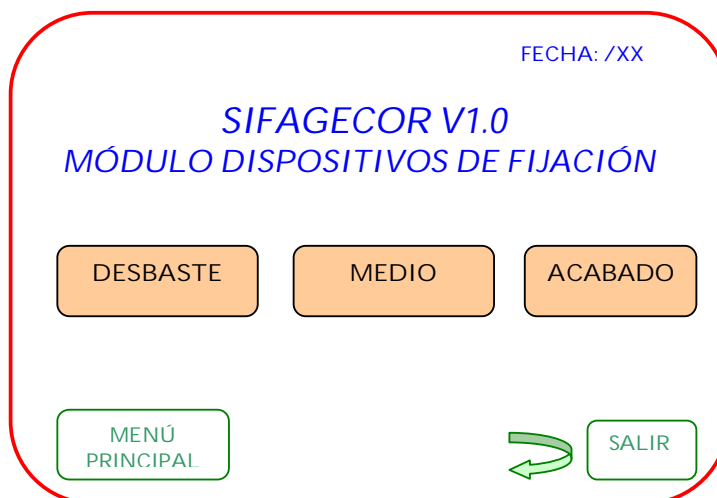 FECHA: /XX
SIFAGECOR V1.0
MÓDULO DISPOSITIVOS DE FIJACIÓN
DESBASTE
MEDIO
ACABADO
MENÚ
PRINCIPAL
SALIR